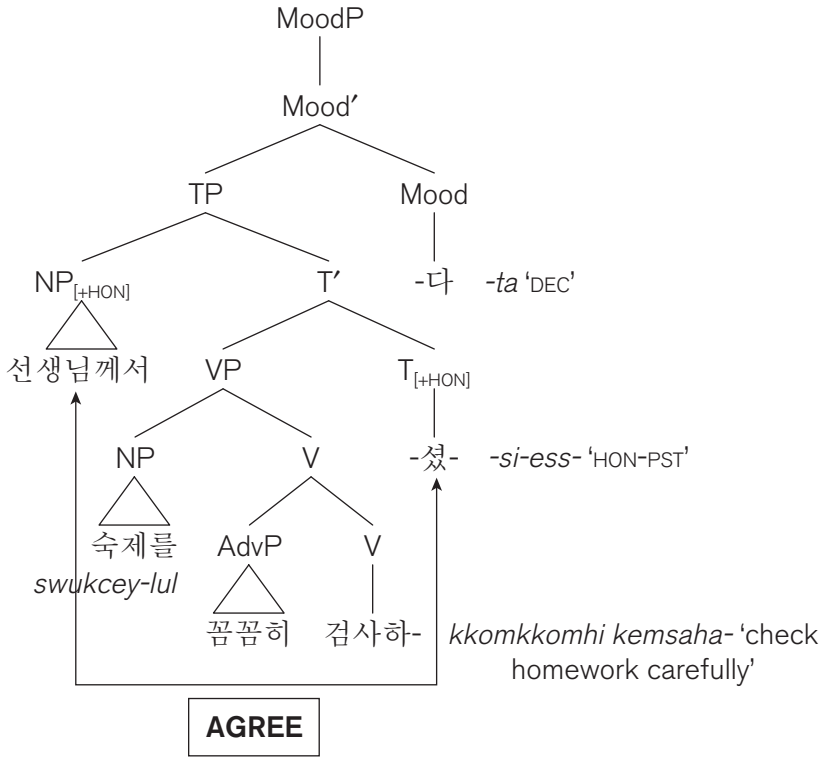 MoodP
Mood′
TP Mood
NP[+HON] T′ -다 -ta ‘DEC’
선생님께서 VP T[+HON]
NP V -셨- -si-ess- ‘HON-PST’
숙제를 AdvP V
swukcey-lul
꼼꼼히 검사하- kkomkkomhi kemsaha- ‘check
homework carefully’
AGREE